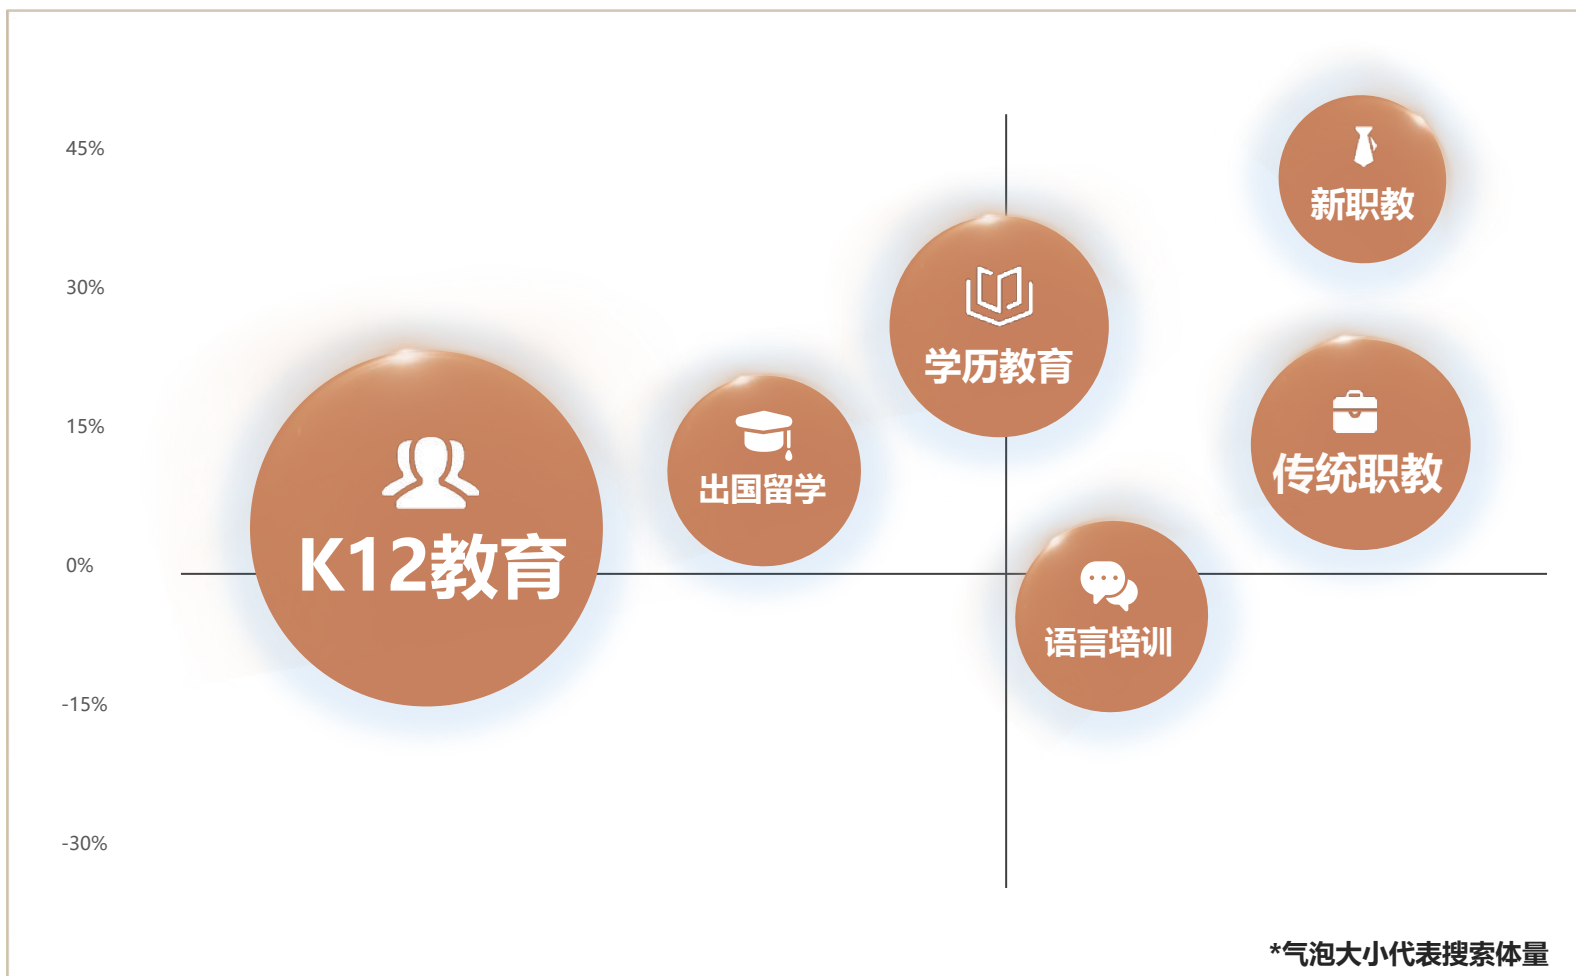 45%
新职教
30%
学历教育
15%
传统职教
出国留学
K12教育
0%
语言培训
-15%
-30%
*气泡大小代表搜索体量